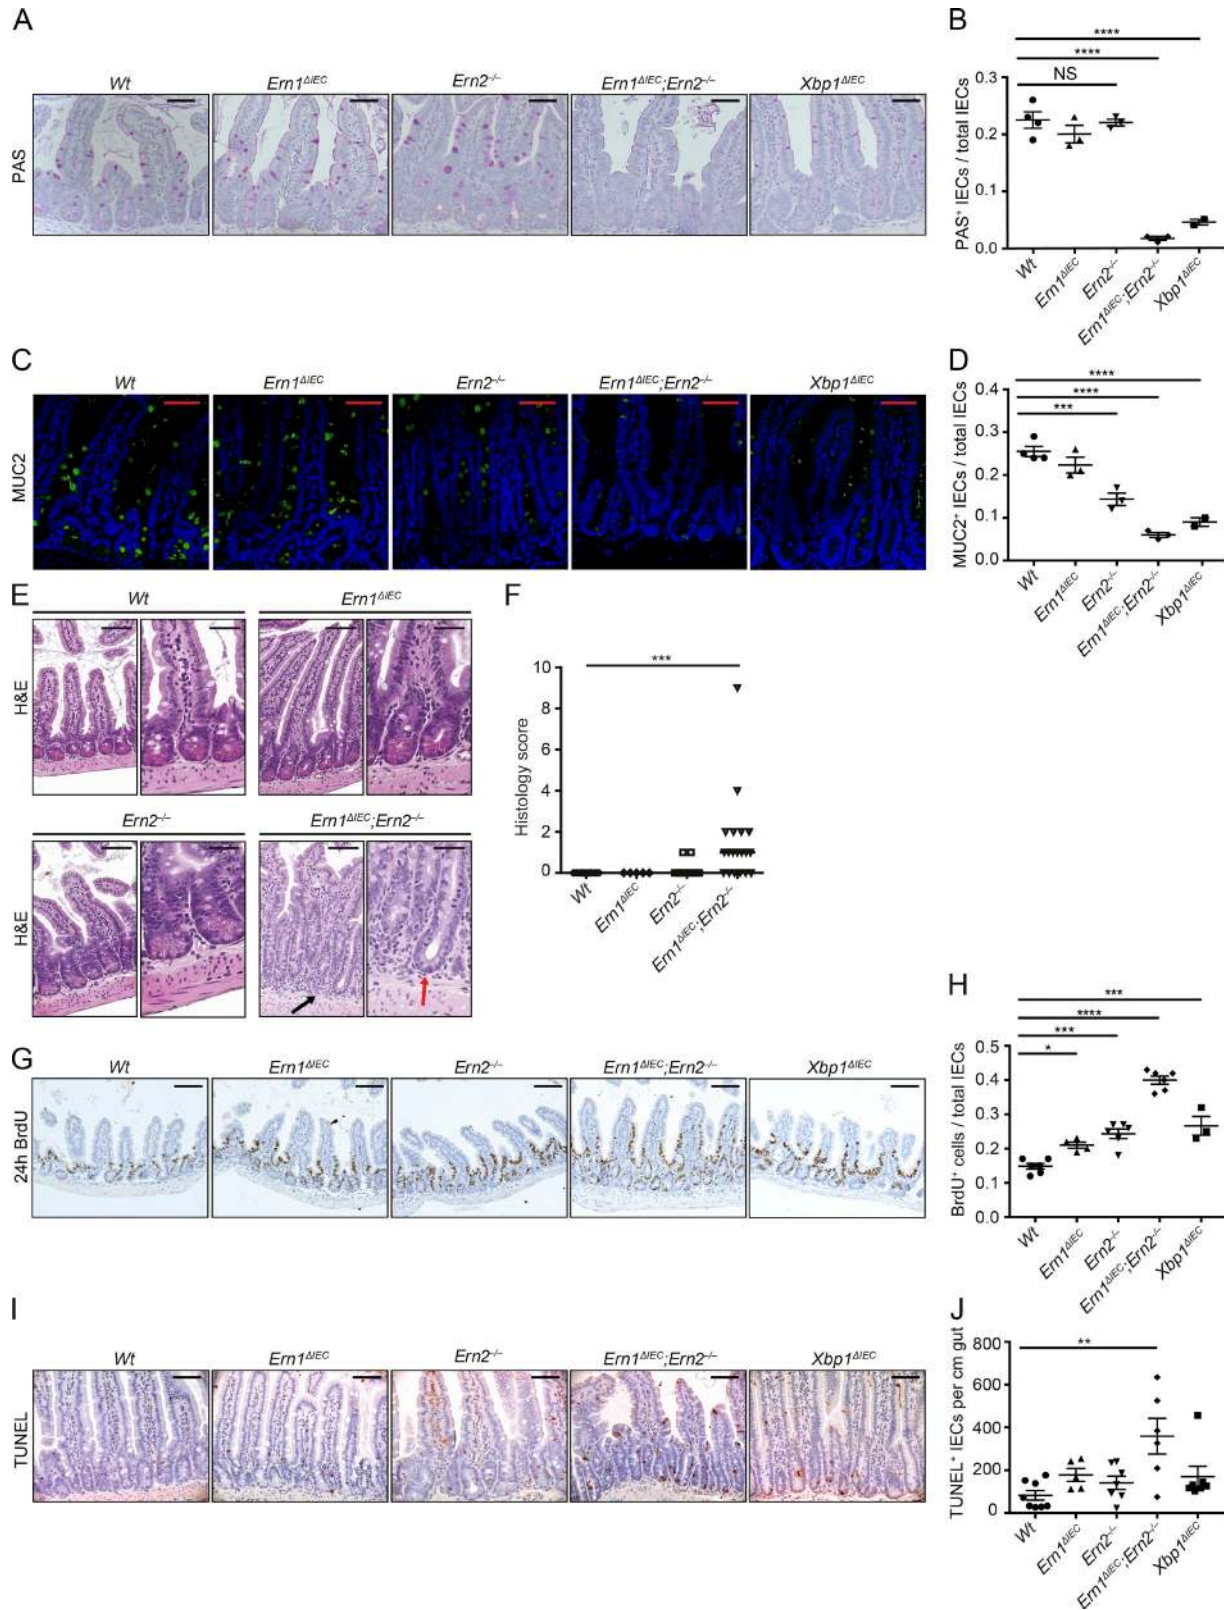 A
Wt
Ern1ΔIEC
Ern2–/–
Ern1ΔIEC;Ern2–/–
Xbp1ΔIEC
PAS
B
****
****
NS
PAS+ IECs / total IECs
0.3
0.2
0.1
0.0
Wt
Ern1ΔIEC
Ern2–/–
Ern1ΔIEC;Ern2–/–
Xbp1ΔIEC
C
Wt
Ern1ΔIEC
Ern2–/–
Ern1ΔIEC;Ern2–/–
Xbp1ΔIEC
MUC2
D
****
****
***
MUC2+ IECs / total IECs
0.4
0.3
0.2
0.1
0.0
Wt
Ern1ΔIEC
Ern2–/–
Ern1ΔIEC;Ern2–/–
Xbp1ΔIEC
E
Wt
Ern1ΔIEC
H&E
Ern2–/–
Ern1ΔIEC;Ern2–/–
H&E
F
***
Histology score
10
8
6
4
2
0
Wt
Ern1ΔIEC
Ern2–/–
Ern1ΔIEC;Ern2–/–
G
Wt
Ern1ΔIEC
Ern2–/–
Ern1ΔIEC;Ern2–/–
Xbp1ΔIEC
24h BrdU
H
***
****
***
*
BrdU+ cells / total IECs
0.5
0.4
0.3
0.2
0.1
0.0
Wt
Ern1ΔIEC
Ern2–/–
Ern1ΔIEC;Ern2–/–
Xbp1ΔIEC
I
Wt
Ern1ΔIEC
Ern2–/–
Ern1ΔIEC;Ern2–/–
Xbp1ΔIEC
TUNEL
J
**
TUNEL+ IECs per cm gut
800
600
400
200
0
Wt
Ern1ΔIEC
Ern2–/–
Ern1ΔIEC;Ern2–/–
Xbp1ΔIEC